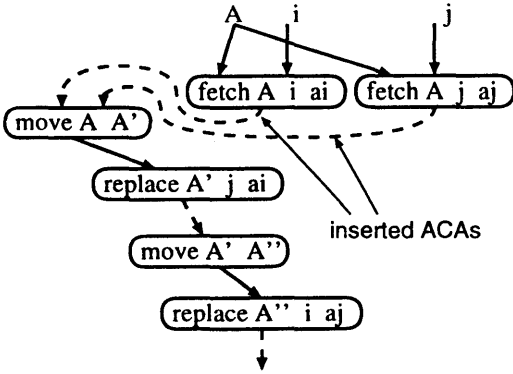 A i j
fetch A i ai
fetch A j aj
move A A'
replace A' j ai
inserted ACAs
move A' A''
replace A'' i aj